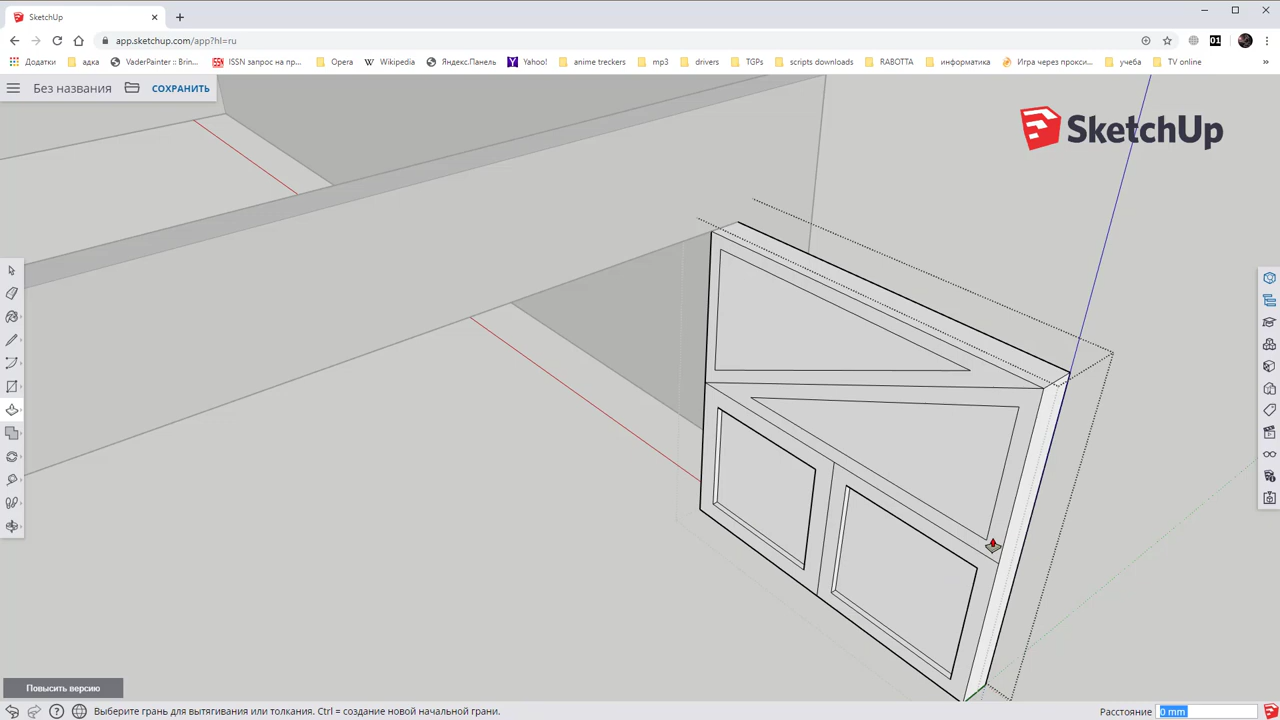 SketchUp
app.sketchup.com/app?hl=ru
01
Додатки
адка
VaderPainter :: Brin...
ISSN запрос на пр...
Opera
Wikipedia
Яндекс.Панель
Yahoo!
anime treckers
mp3
drivers
TGPs
scripts downloads
RABOTTA
информатика
Игра через прокси...
учеба
TV online
Без названия
СОХРАНИТЬ
SketchUp
Повысить версию
Выберите грань для вытягивания или толкания. Ctrl = создание новой начальной грани.
Расстояние
0 mm